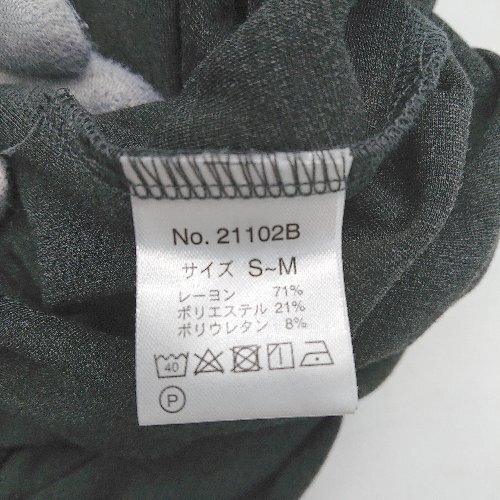 No. 21102B
サイズ S~M
レーヨン 71%
ポリエステル 21%
ポリウレタン 8%
40
P